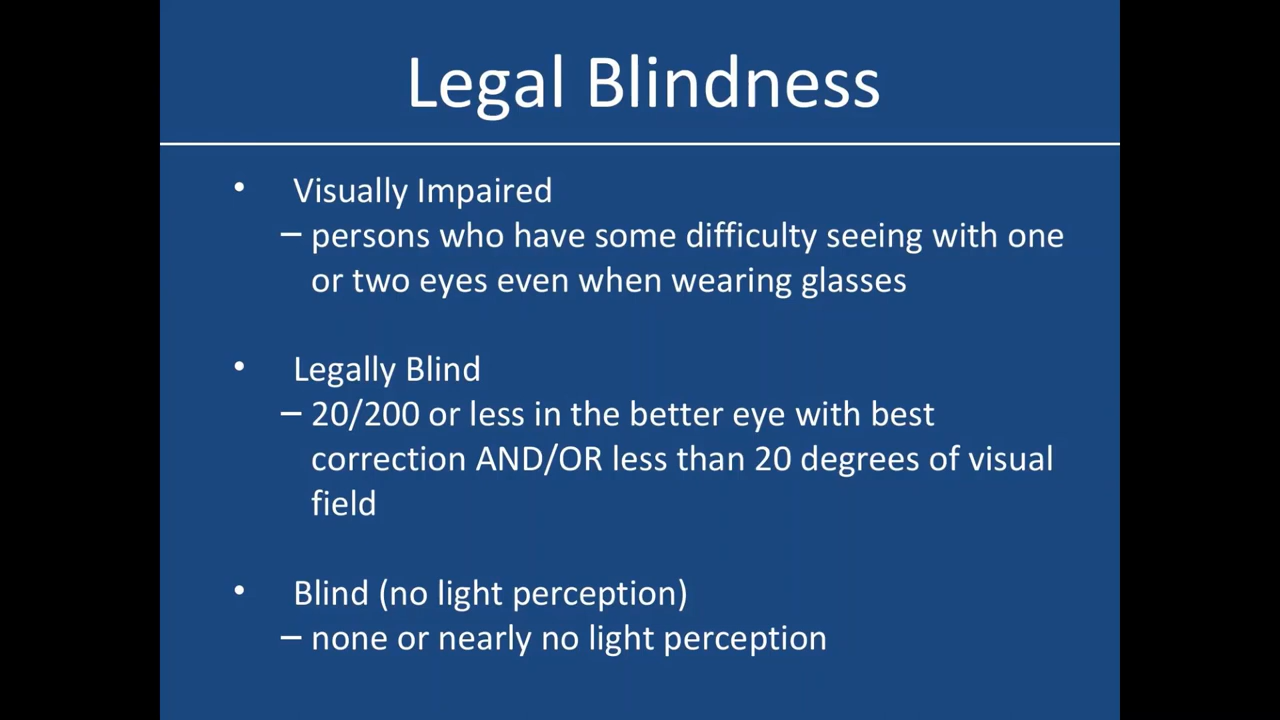 Legal Blindness
• Visually Impaired
– persons who have some difficulty seeing with one
or two eyes even when wearing glasses
• Legally Blind
– 20/200 or less in the better eye with best
correction AND/OR less than 20 degrees of visual
field
• Blind (no light perception)
– none or nearly no light perception